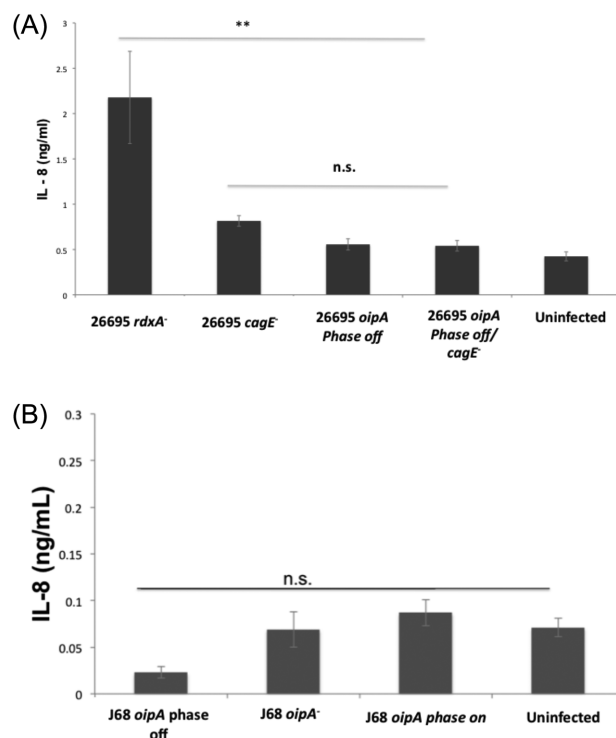 (A)
**
3
2.5
2
1.5
1
0.5
0
IL - 8 (ng/ml)
n.s.
26695 rdxA-
26695 cagE-
26695 oipA
Phase off
26695 oipA
Phase off/
cagE-
Uninfected
(B)
0.3
0.25
0.2
0.15
0.1
0.05
0
IL-8 (ng/mL)
n.s.
J68 oipA phase
off
J68 oipA-
J68 oipA phase on
Uninfected